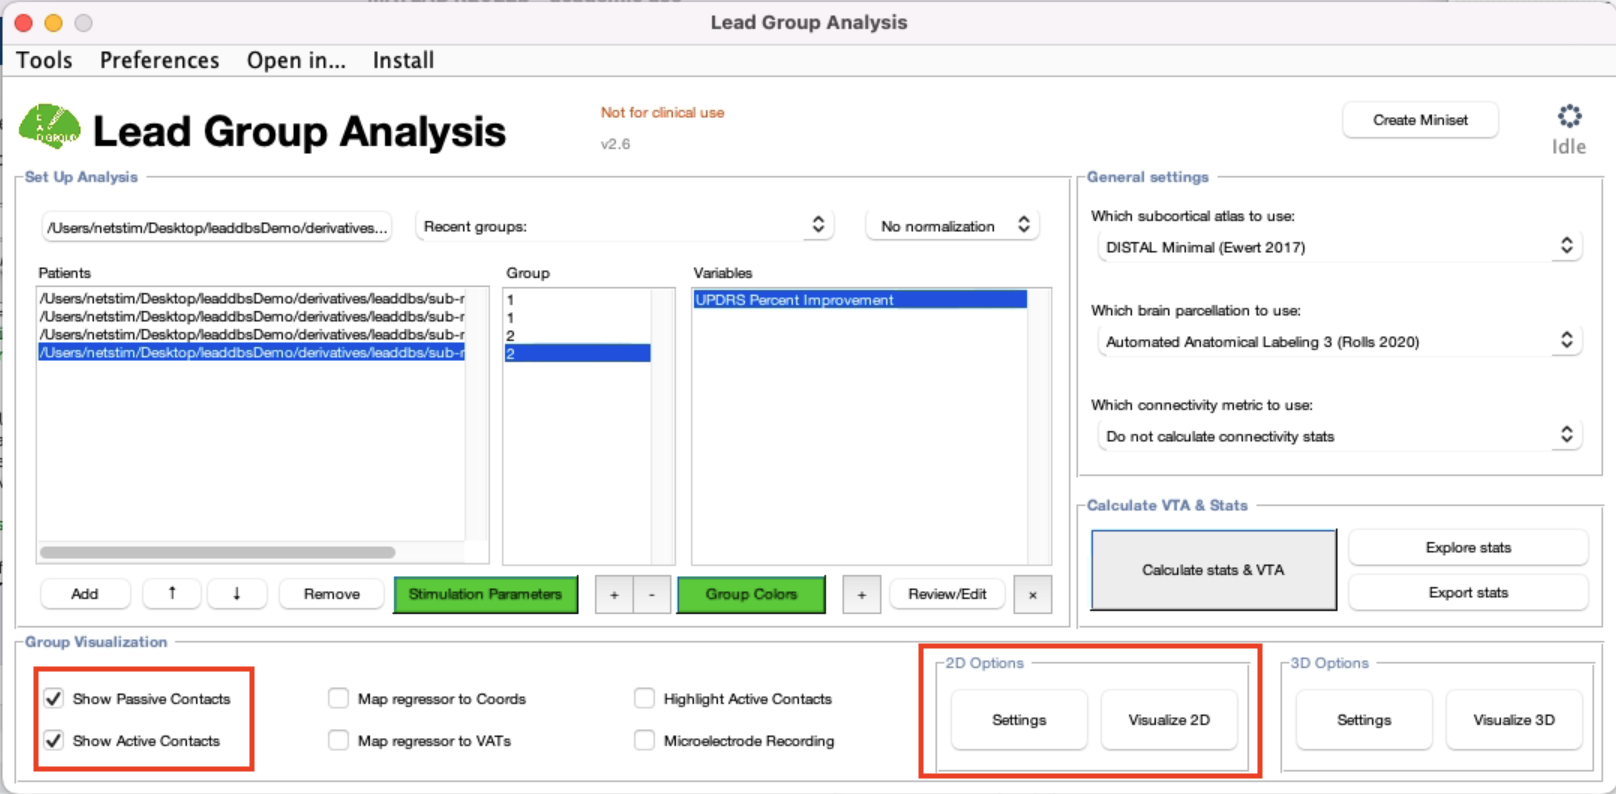 Lead Group Analysis
Tools Preferences Open in... Install
Lead Group Analysis
Not for clinical use
v2.6
Create Miniset
Idle
Set Up Analysis
/Users/netstim/Desktop/leaddbsDemo/derivatives...
Recent groups:
No normalization
Patients
/Users/netstim/Desktop/leaddbsDemo/derivatives/leaddbs/sub-r
/Users/netstim/Desktop/leaddbsDemo/derivatives/leaddbs/sub-r
/Users/netstim/Desktop/leaddbsDemo/derivatives/leaddbs/sub-r
/Users/netstim/Desktop/leaddbsDemo/derivatives/leaddbs/sub-r
Group
1
1
2
2
Variables
UPDRS Percent Improvement
Add ↑ ↓ Remove Stimulation Parameters + - Group Colors + Review/Edit ×
General settings
Which subcortical atlas to use:
DISTAL Minimal (Ewert 2017)
Which brain parcellation to use:
Automated Anatomical Labeling 3 (Rolls 2020)
Which connectivity metric to use:
Do not calculate connectivity stats
Calculate VTA & Stats
Calculate stats & VTA
Explore stats
Export stats
Group Visualization
Show Passive Contacts
Show Active Contacts
Map regressor to Coords
Map regressor to VATs
Highlight Active Contacts
Microelectrode Recording
2D Options
Settings Visualize 2D
3D Options
Settings Visualize 3D